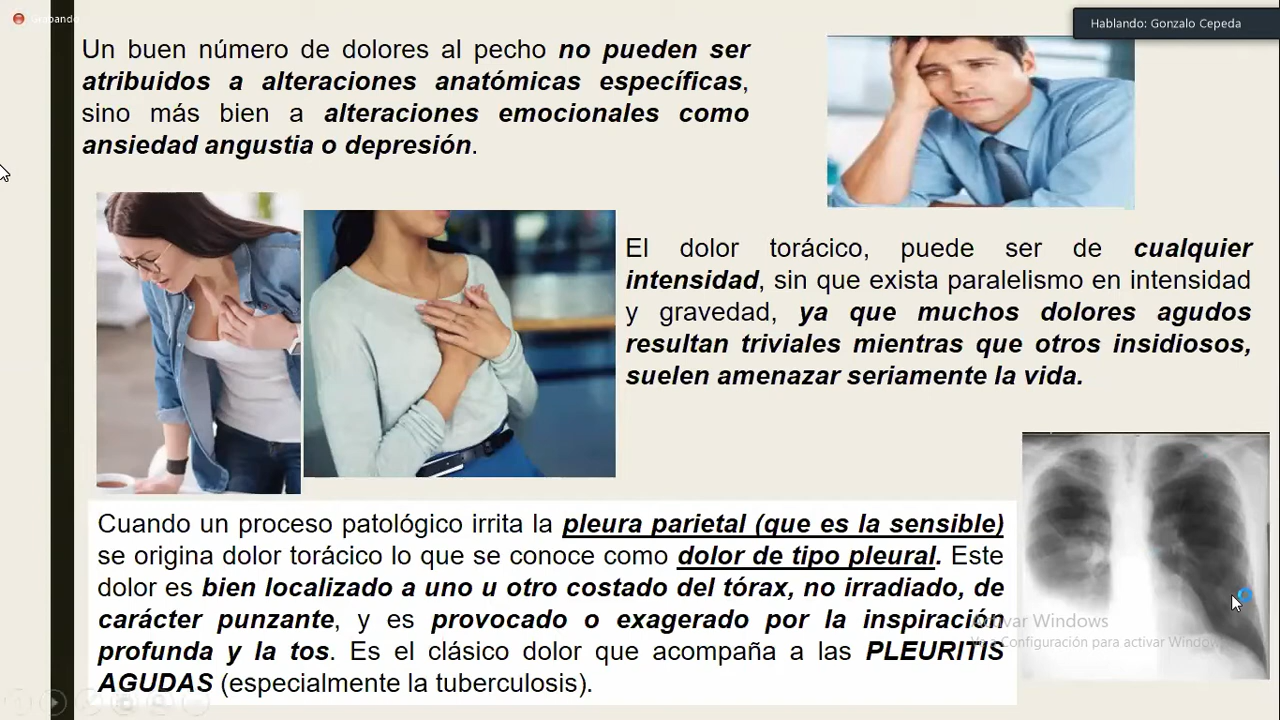 Grabando
Hablando: Gonzalo Cepeda
Un buen número de dolores al pecho no pueden ser
atribuidos a alteraciones anatómicas específicas,
sino más bien a alteraciones emocionales como
ansiedad angustia o depresión.
El dolor torácico, puede ser de cualquier
intensidad, sin que exista paralelismo en intensidad
y gravedad, ya que muchos dolores agudos
resultan triviales mientras que otros insidiosos,
suelen amenazar seriamente la vida.
Cuando un proceso patológico irrita la pleura parietal (que es la sensible)
se origina dolor torácico lo que se conoce como dolor de tipo pleural. Este
dolor es bien localizado a uno u otro costado del tórax, no irradiado, de
carácter punzante, y es provocado o exagerado por la inspiración
profunda y la tos. Es el clásico dolor que acompaña a las PLEURITIS
AGUDAS (especialmente la tuberculosis).
Activar Windows
Ve a Configuración para activar Windows.